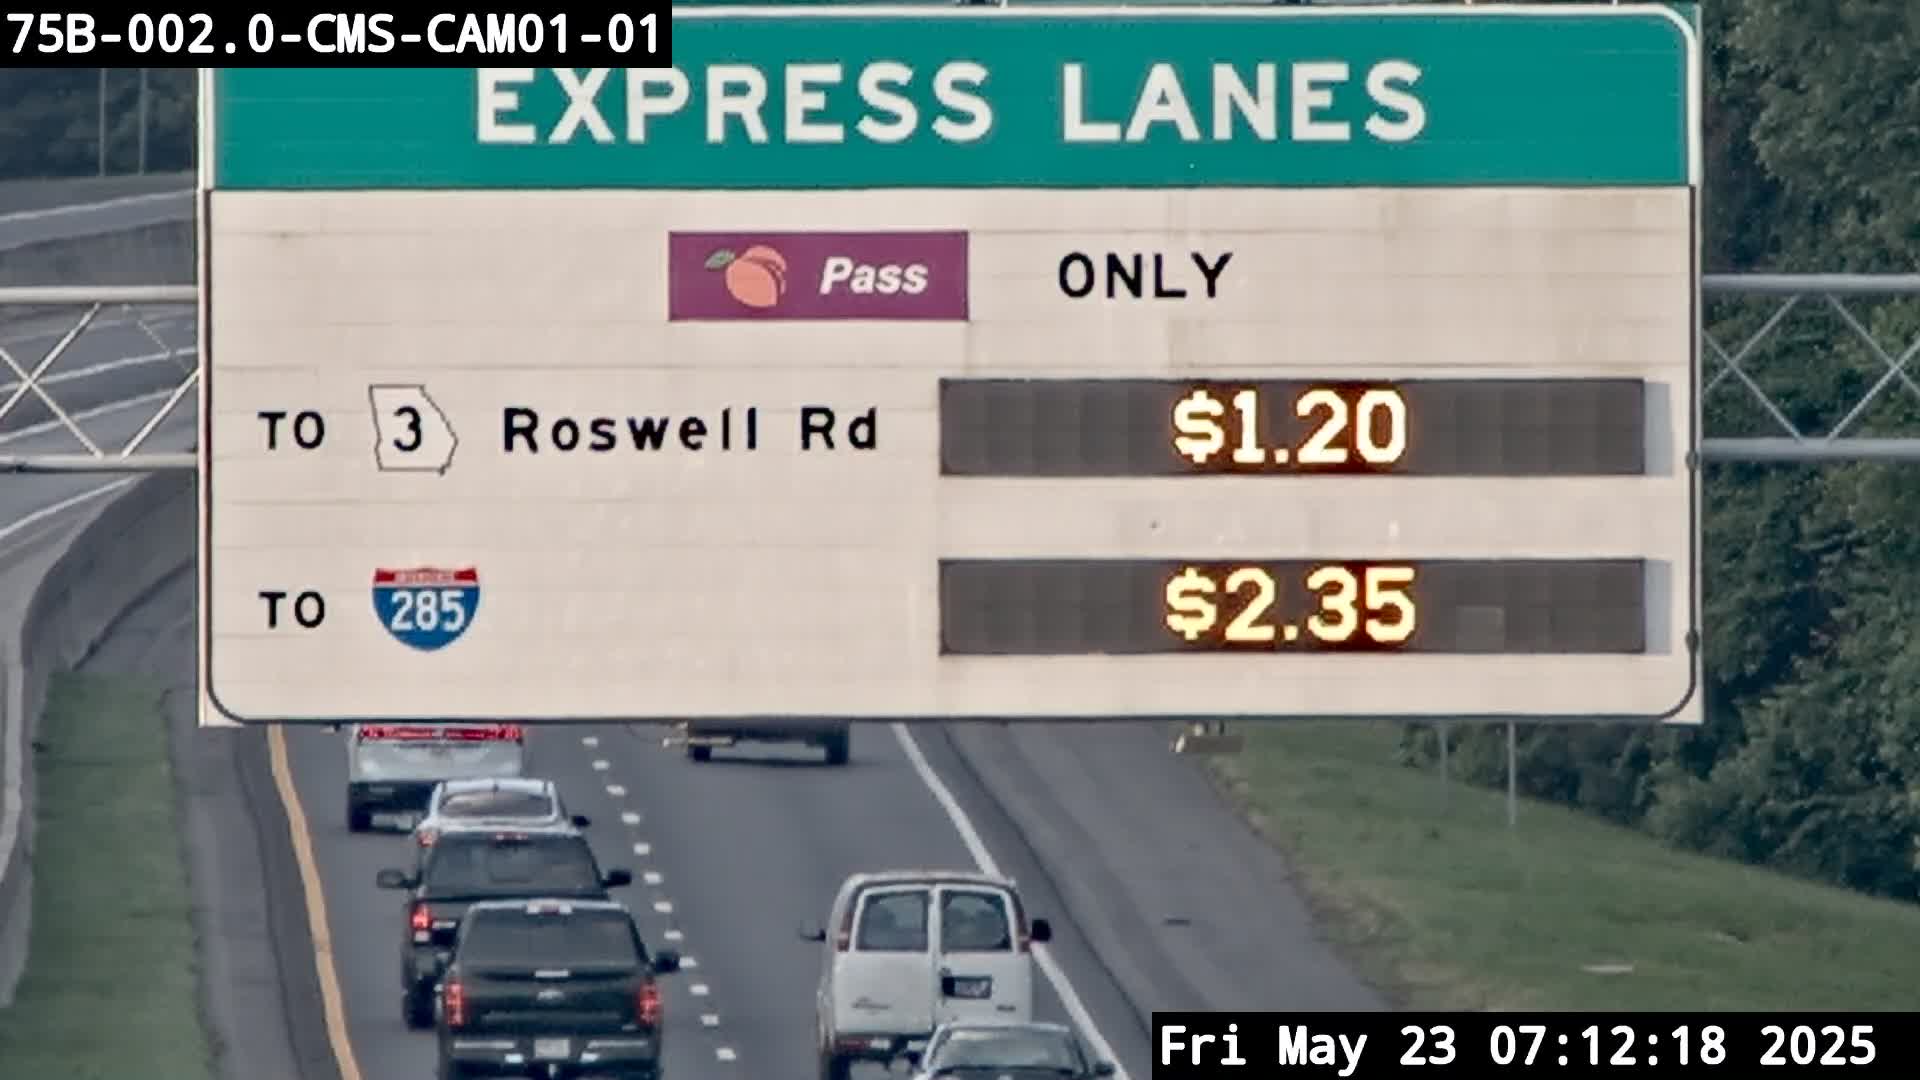 75B-002.0-CMS-CAM01-01
EXPRESS LANES
Pass ONLY
TO 3 Roswell Rd $1.20
TO 285 $2.35
Fri May 23 07:12:18 2025